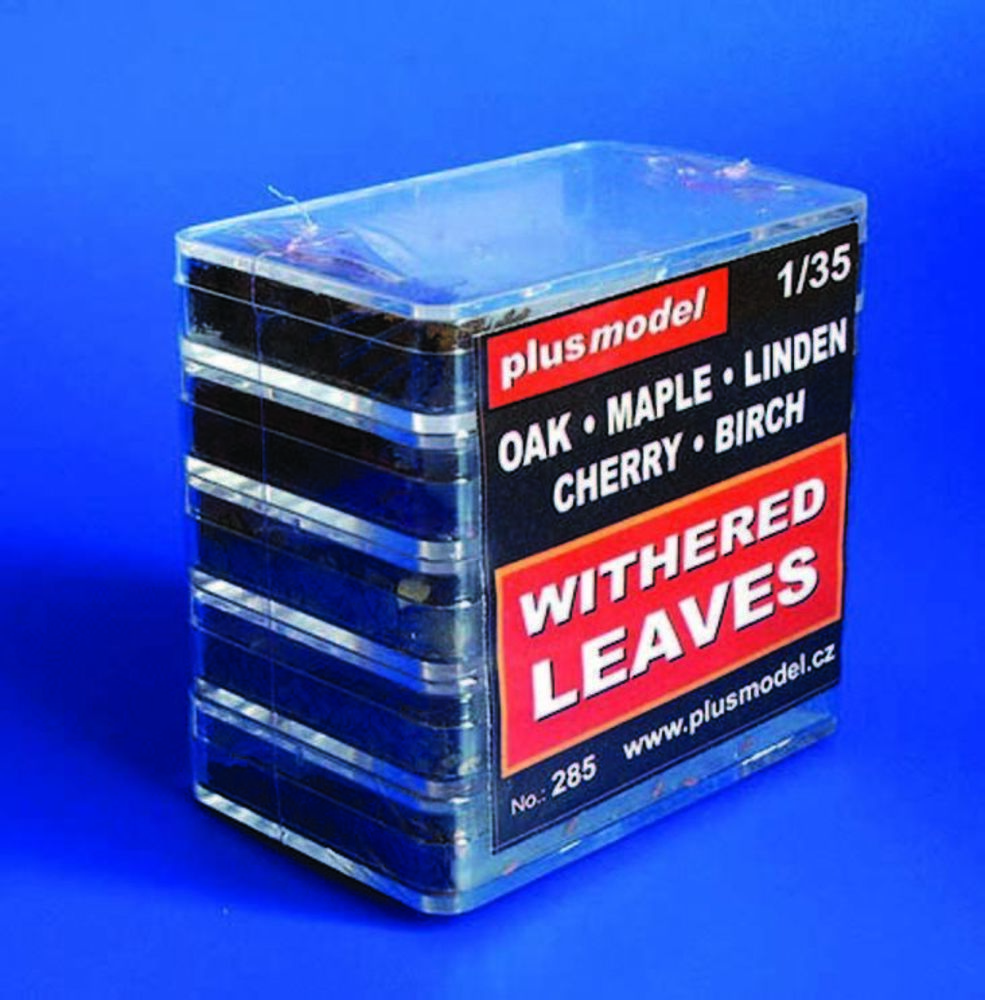 plusmodel
1/35
OAK • MAPLE • LINDEN
CHERRY • BIRCH
WITHERED
LEAVES
No.: 285 www.plusmodel.cz